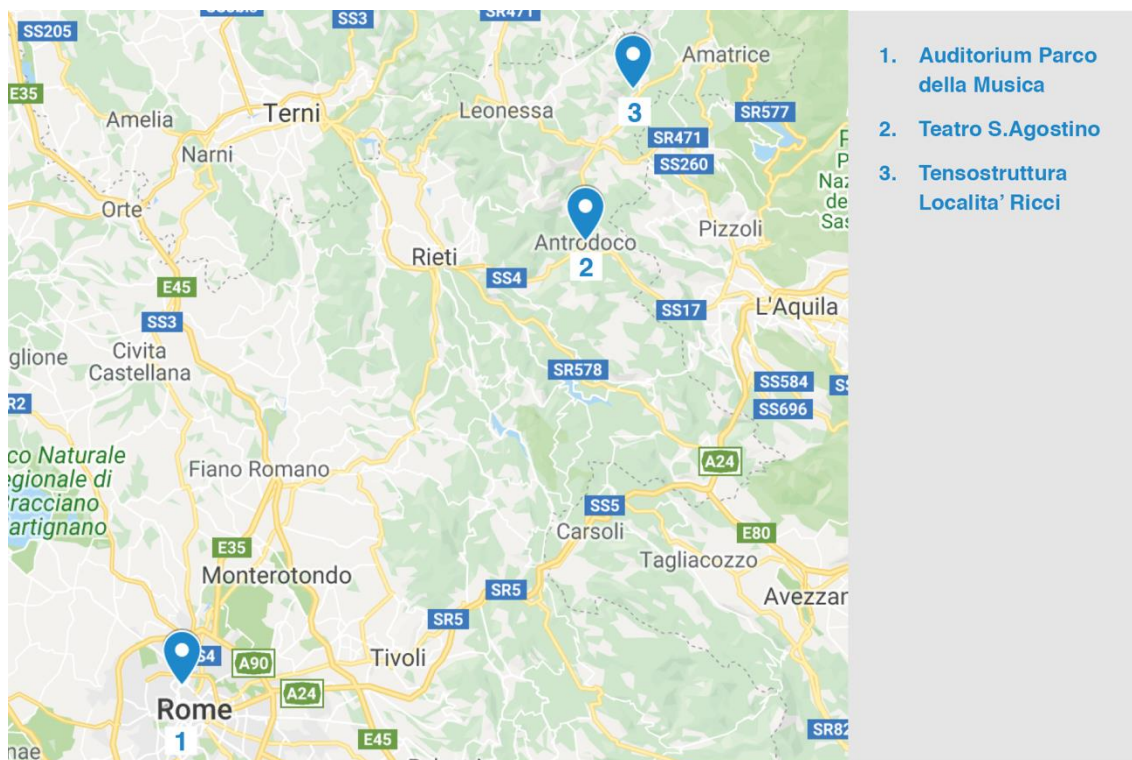 SR471
SS3
SS205
Amatrice
E35
Leonessa
Terni
SR577
Amelia
3
SR471
Narni
SS260
Orte
Pizzoli
Antrodoco
Rieti
2
SS4
E45
SS17
L'Aquila
SS3
Civita
Castellana
SR578
SS584
SS696
Fiano Romano
A24
SS5
Carsoli
E80
E35
Tagliacozzo
Monterotondo
SR5
SR5
Tivoli
A90
A24
Rome
1
E45
1. Auditorium Parco
della Musica
2. Teatro S.Agostino
3. Tensostruttura
Localita' Ricci